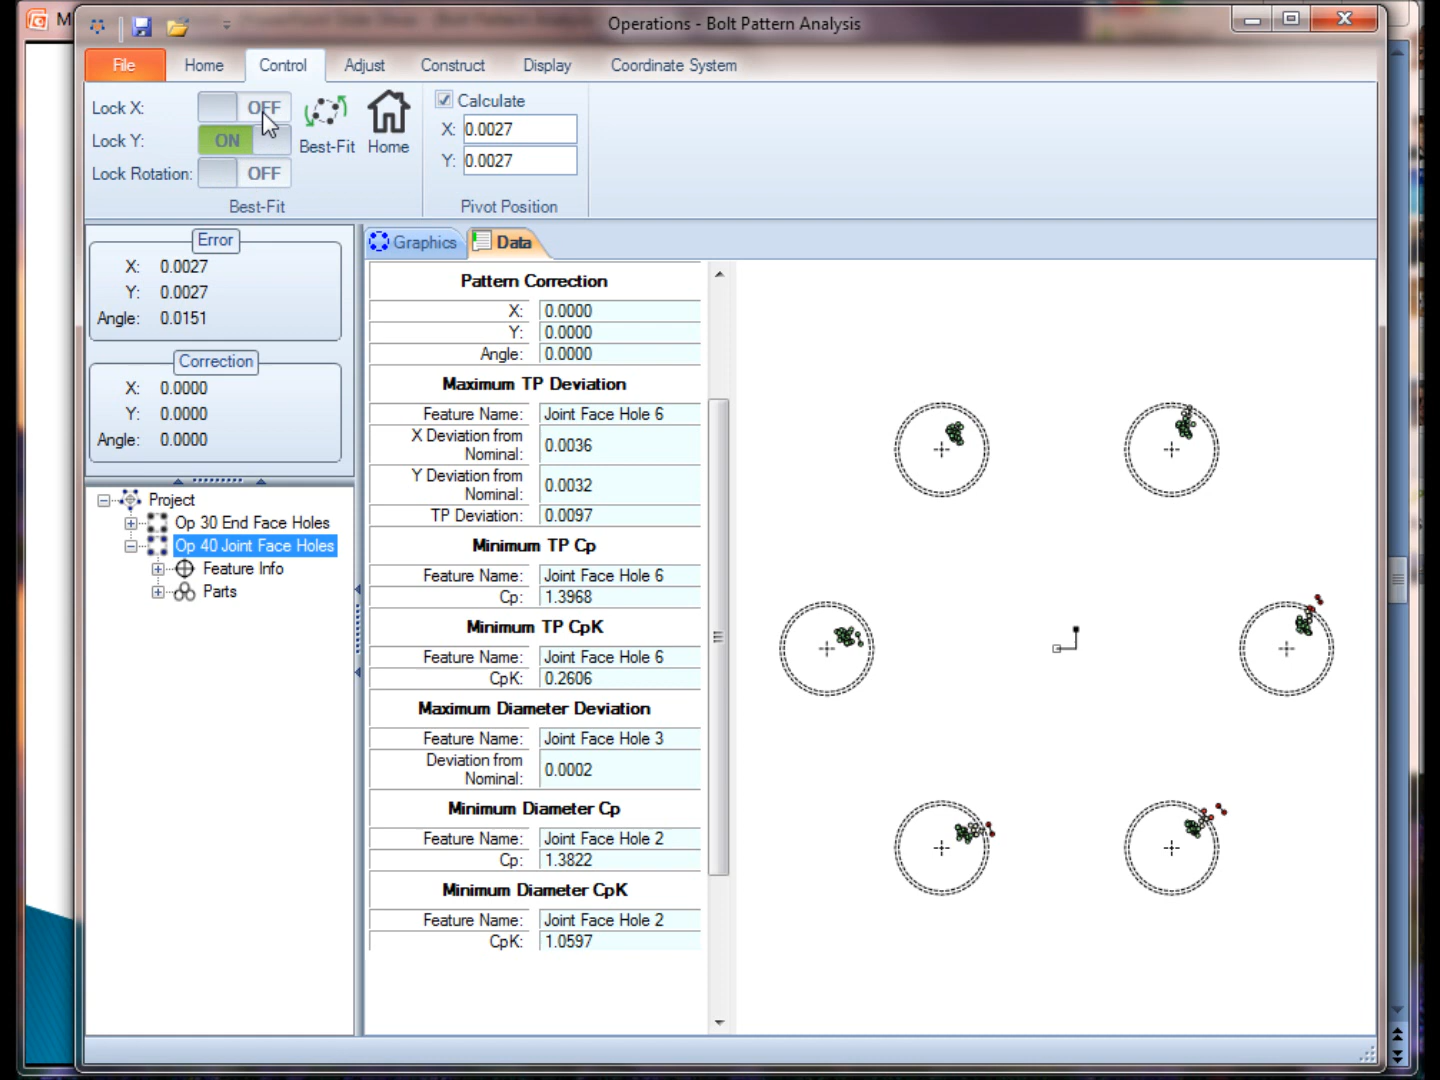 M
Operations - Bolt Pattern Analysis
File Home Control Adjust Construct Display Coordinate System
Lock X: OFF
Lock Y: ON
Lock Rotation: OFF
Best-Fit Home
Best-Fit
Calculate
X: 0.0027
Y: 0.0027
Pivot Position
Error
X: 0.0027
Y: 0.0027
Angle: 0.0151
Correction
X: 0.0000
Y: 0.0000
Angle: 0.0000
Project
Op 30 End Face Holes
Op 40 Joint Face Holes
Feature Info
Parts
Graphics Data
Pattern Correction
X: 0.0000
Y: 0.0000
Angle: 0.0000
Maximum TP Deviation
Feature Name: Joint Face Hole 6
X Deviation from
Nominal: 0.0036
Y Deviation from
Nominal: 0.0032
TP Deviation: 0.0097
Minimum TP Cp
Feature Name: Joint Face Hole 6
Cp: 1.3968
Minimum TP CpK
Feature Name: Joint Face Hole 6
CpK: 0.2606
Maximum Diameter Deviation
Feature Name: Joint Face Hole 3
Deviation from
Nominal: 0.0002
Minimum Diameter Cp
Feature Name: Joint Face Hole 2
Cp: 1.3822
Minimum Diameter CpK
Feature Name: Joint Face Hole 2
CpK: 1.0597